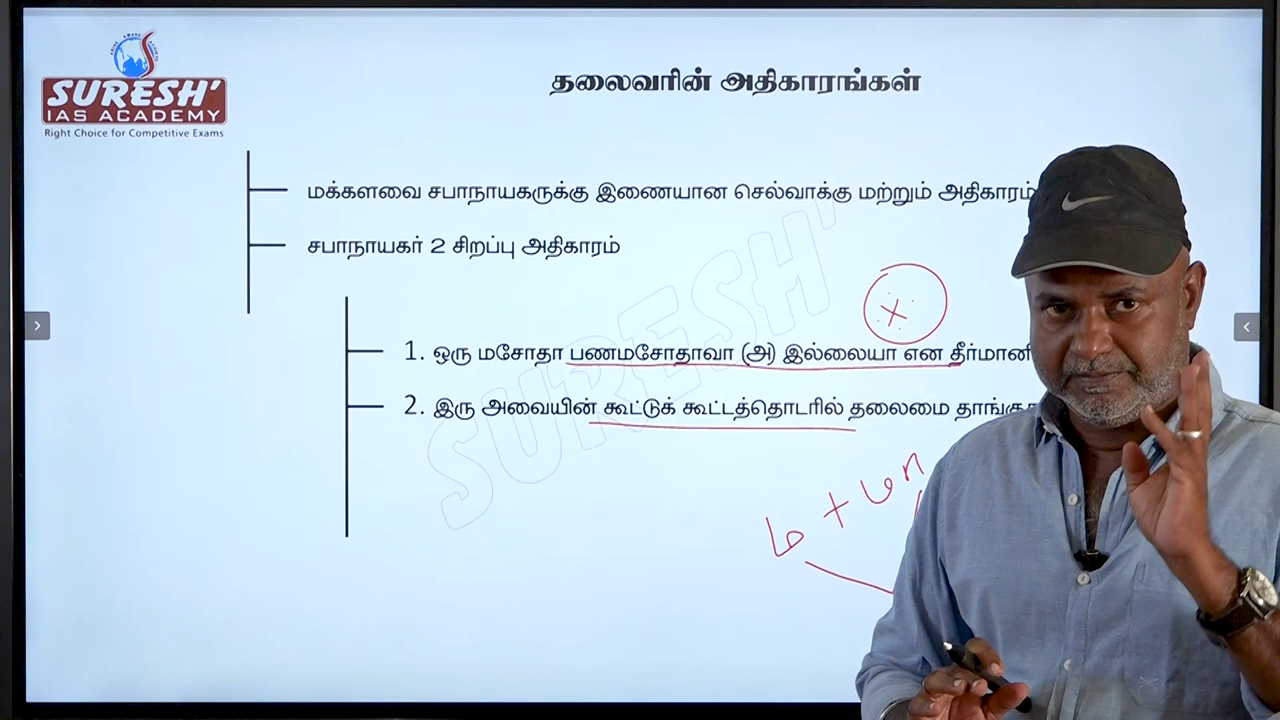 SURESH'
IAS ACADEMY
Right Choice for Competitive Exams
தலைவரின் அதிகாரங்கள்
மக்களவை சபாநாயகருக்கு இணையான செல்வாக்கு மற்றும் அதிகாரம்
சபாநாயகர் 2 சிறப்பு அதிகாரம்
1. ஒரு மசோதா பணமசோதாவா (அ) இல்லையா என தீர்மானி
2. இரு அவையின் கூட்டுக் கூட்டத்தொடரில் தலைமை
ம + மா
SURESH'